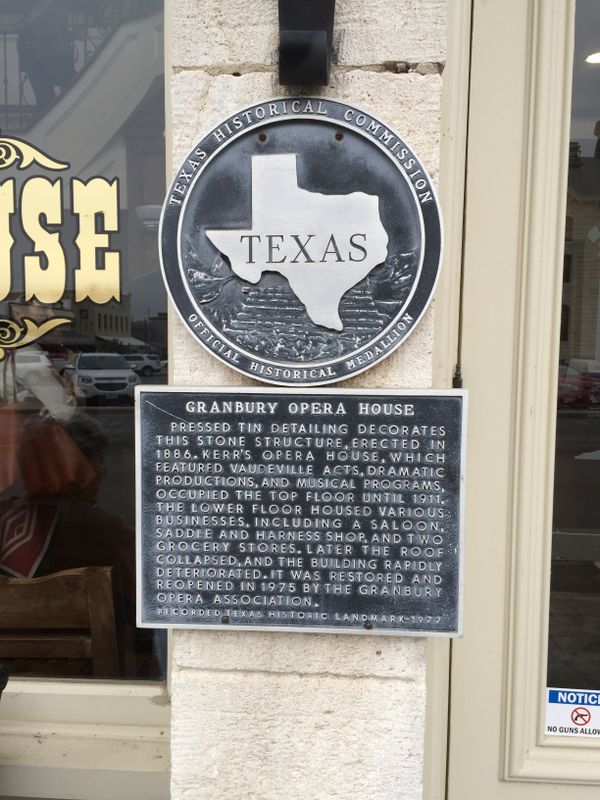 TEXAS HISTORICAL COMMISSION
TEXAS
OFFICIAL HISTORICAL MEDALLION
USE
GRANBURY OPERA HOUSE
PRESSED TIN DETAILING DECORATES
THIS STONE STRUCTURE, ERECTED IN
1886. KERR'S OPERA HOUSE, WHICH
FEATURED VAUDEVILLE ACTS, DRAMATIC
PRODUCTIONS, AND MUSICAL PROGRAMS,
OCCUPIED THE TOP FLOOR UNTIL 1911.
THE LOWER FLOOR HOUSED VARIOUS
BUSINESSES, INCLUDING A SALOON,
SADDLE AND HARNESS SHOP, AND TWO
GROCERY STORES. LATER THE ROOF
COLLAPSED, AND THE BUILDING RAPIDLY
DETERIORATED. IT WAS RESTORED AND
REOPENED IN 1975 BY THE GRANBURY
OPERA ASSOCIATION.
RECORDED TEXAS HISTORIC LANDMARK-1977
NOTICE
NO GUNS ALLOW